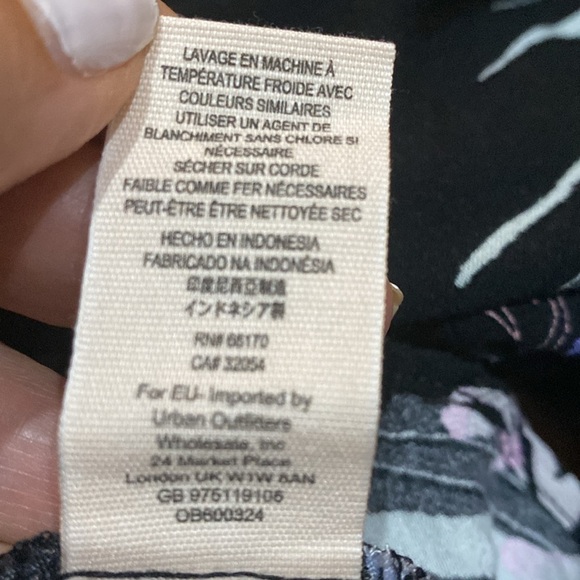 LAVAGE EN MACHINE À
TEMPÉRATURE FROIDE AVEC
COULEURS SIMILAIRES
UTILISER UN AGENT DE
BLANCHIMENT SANS CHLORE SI
NÉCESSAIRE
SÉCHER SUR CORDE
FAIBLE COMME FER NÉCESSAIRES
PEUT-ÊTRE ÊTRE NETTOYÉE SEC
HECHO EN INDONESIA
FABRICADO NA INDONÉSIA
印度尼西亞制造
インドネシア製
RN# 66170
CA# 32054
For EU- Imported by
Urban Outfitters
Wholesale, Inc
24 Market Place
London UK W1W 8AN
GB 975119106
OB600324